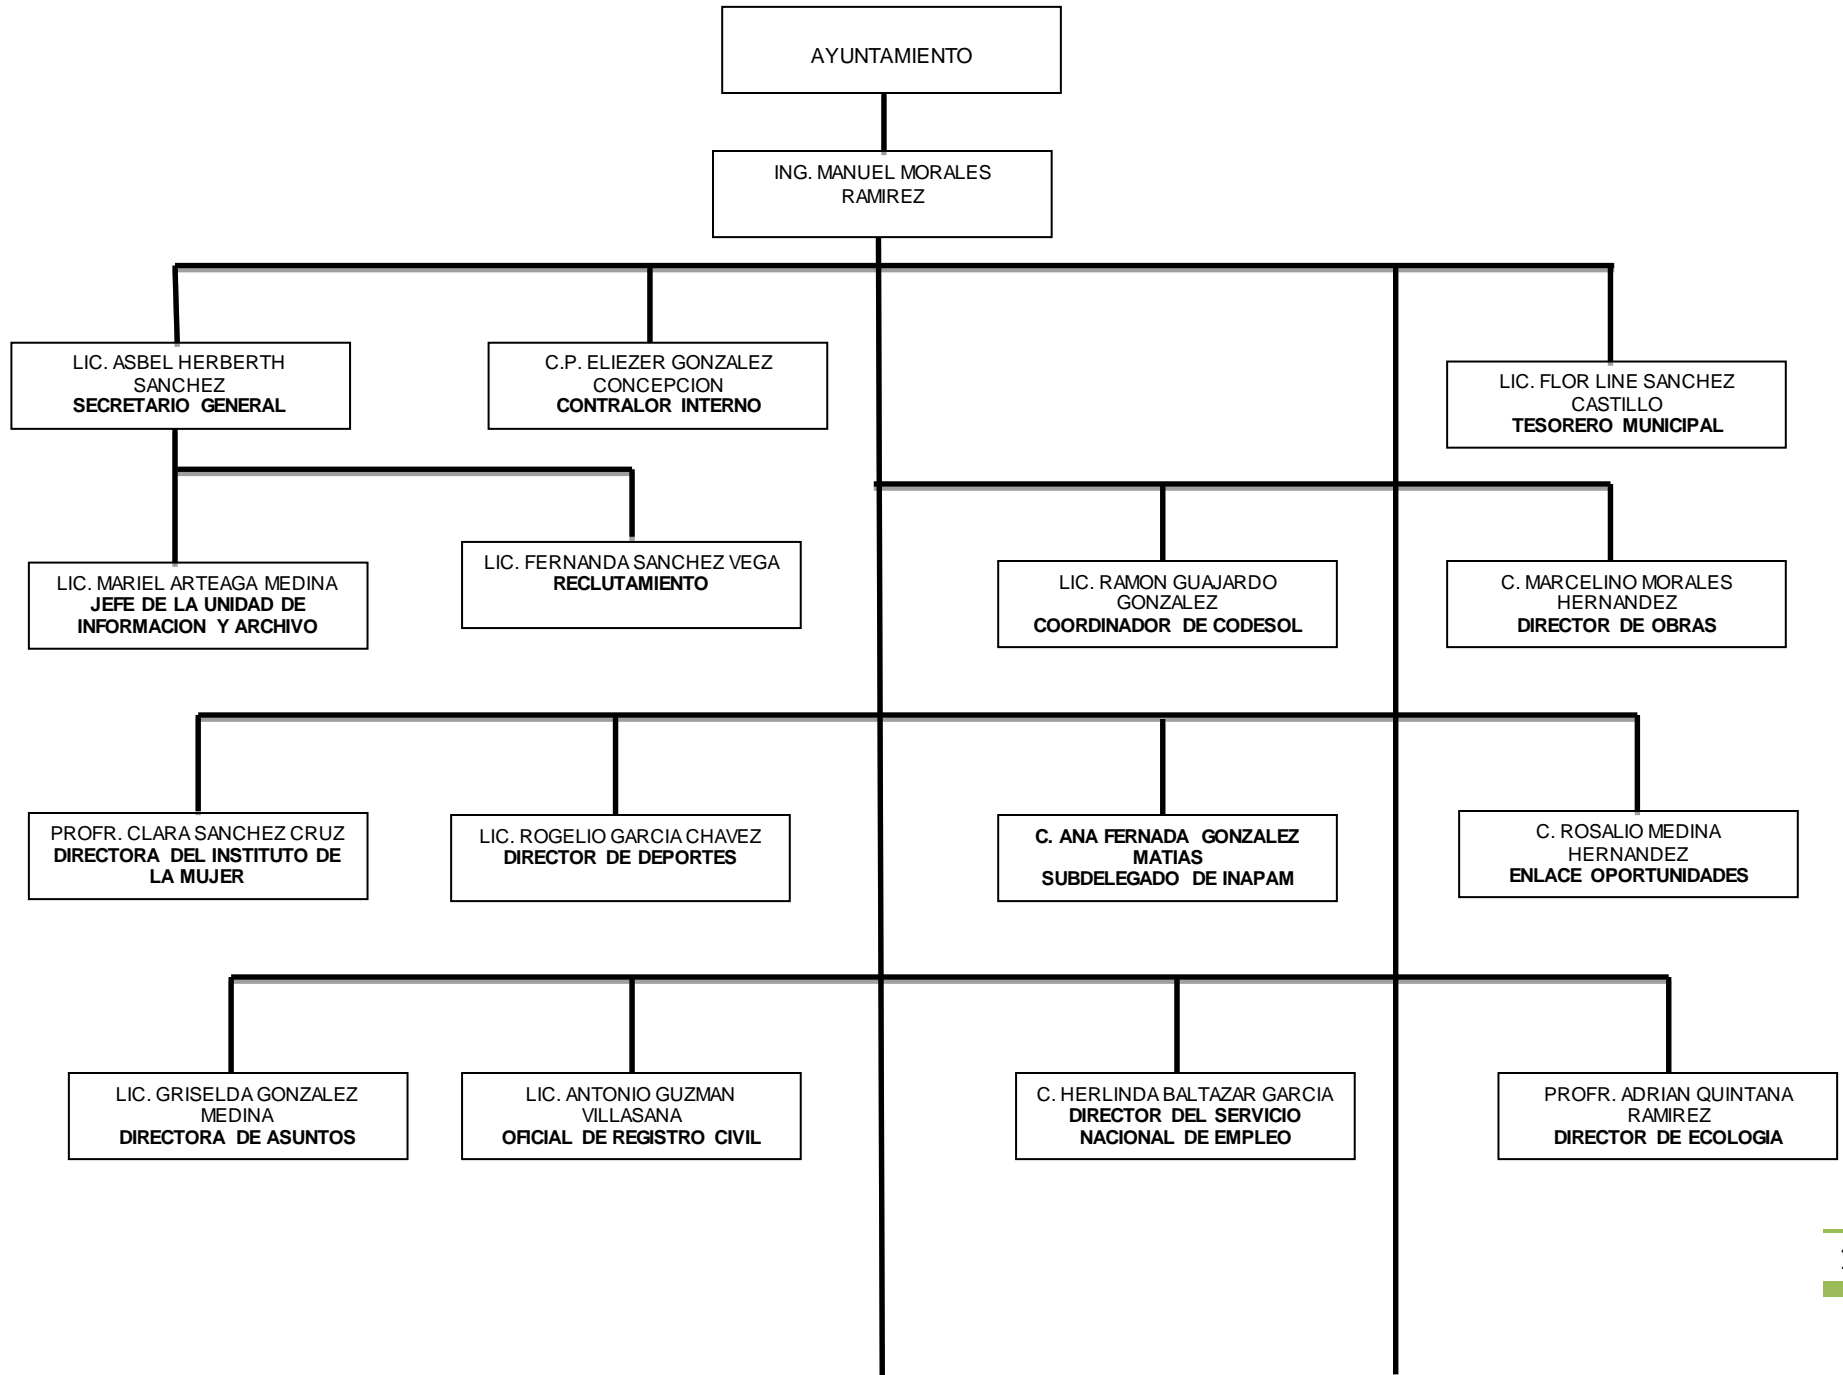 AYUNTAMIENTO
ING. MANUEL MORALES
RAMIREZ
LIC. ASBEL HERBERTH
SANCHEZ
SECRETARIO GENERAL
C.P. ELIEZER GONZALEZ
CONCEPCION
CONTRALOR INTERNO
LIC. FLOR LINE SANCHEZ
CASTILLO
TESORERO MUNICIPAL
LIC. MARIEL ARTEAGA MEDINA
JEFE DE LA UNIDAD DE
INFORMACION Y ARCHIVO
LIC. FERNANDA SANCHEZ VEGA
RECLUTAMIENTO
LIC. RAMON GUAJARDO
GONZALEZ
COORDINADOR DE CODESOL
C. MARCELINO MORALES
HERNANDEZ
DIRECTOR DE OBRAS
PROFR. CLARA SANCHEZ CRUZ
DIRECTORA DEL INSTITUTO DE
LA MUJER
LIC. ROGELIO GARCIA CHAVEZ
DIRECTOR DE DEPORTES
C. ANA FERNADA GONZALEZ
MATIAS
SUBDELEGADO DE INAPAM
C. ROSALIO MEDINA
HERNANDEZ
ENLACE OPORTUNIDADES
LIC. GRISELDA GONZALEZ
MEDINA
DIRECTORA DE ASUNTOS
LIC. ANTONIO GUZMAN
VILLASANA
OFICIAL DE REGISTRO CIVIL
C. HERLINDA BALTAZAR GARCIA
DIRECTOR DEL SERVICIO
NACIONAL DE EMPLEO
PROFR. ADRIAN QUINTANA
RAMIREZ
DIRECTOR DE ECOLOGIA